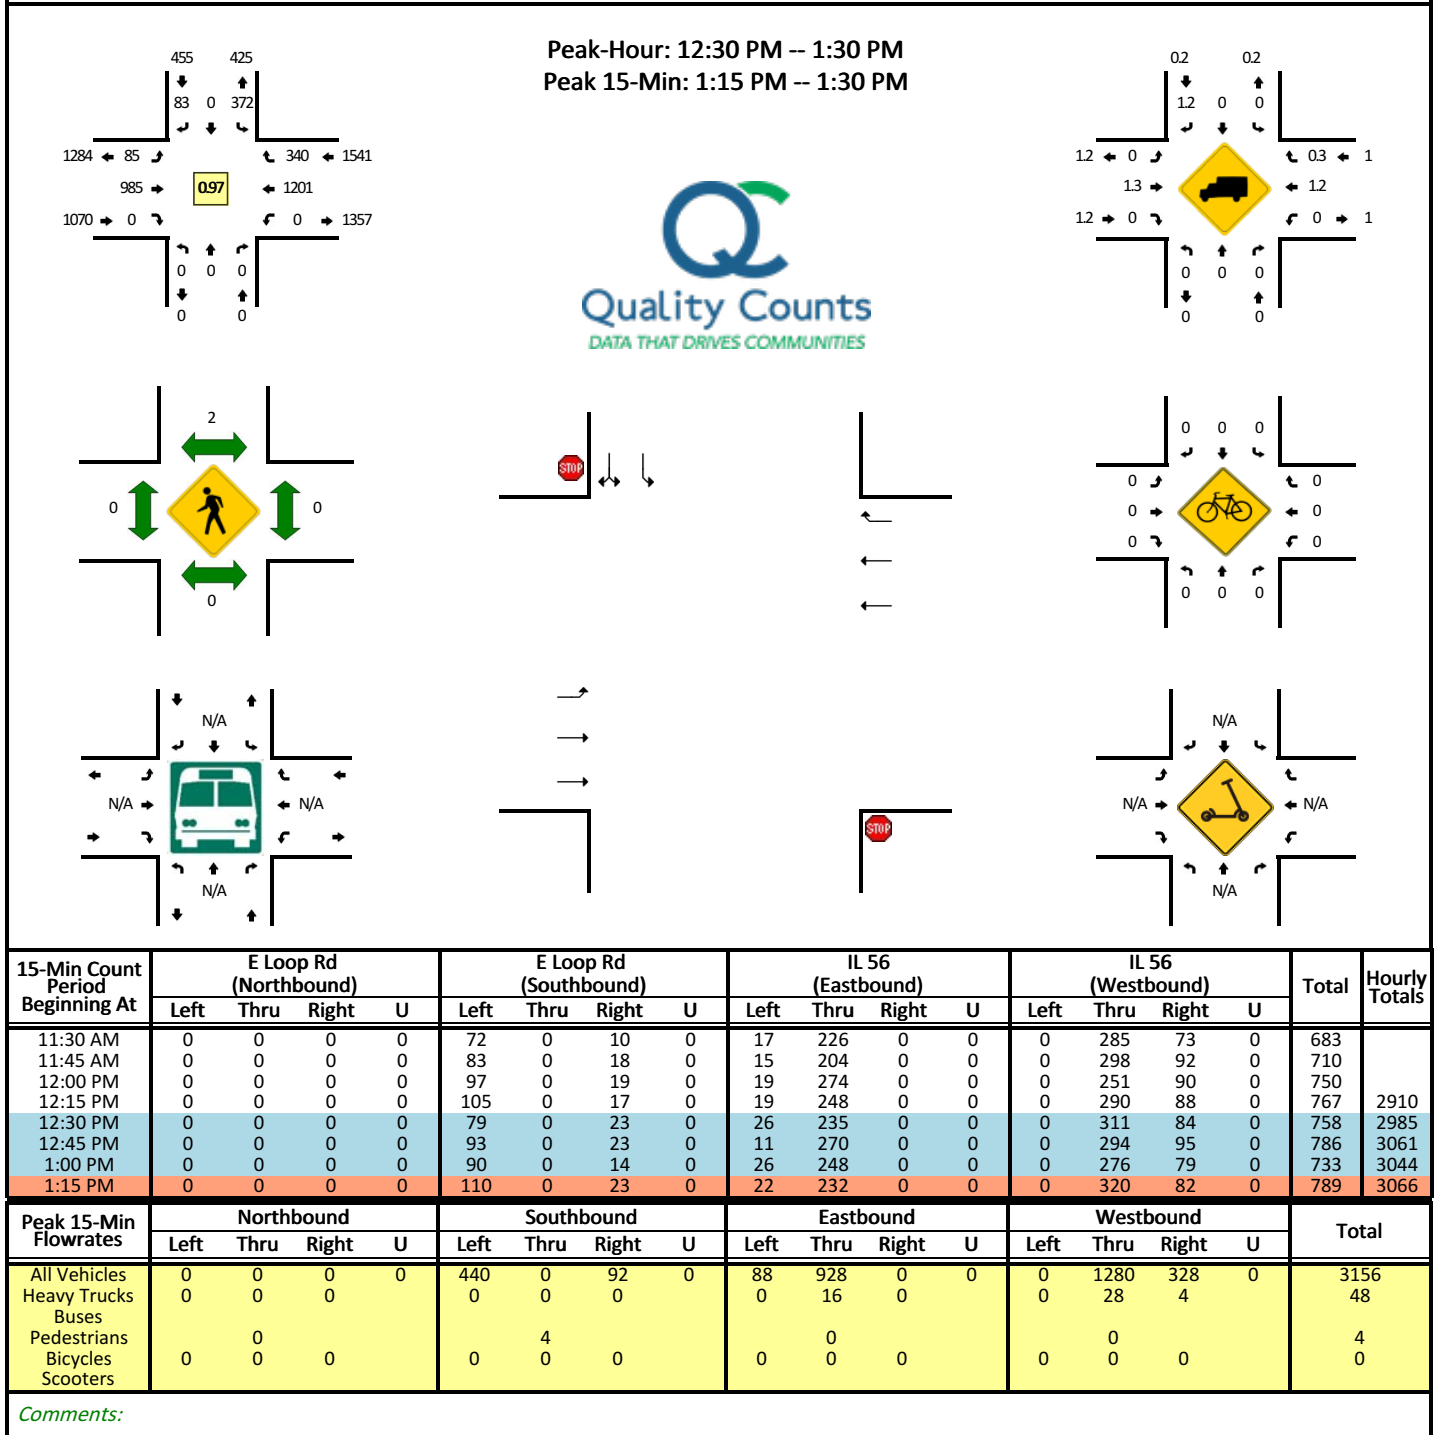 Peak-Hour: 12:30 PM -- 1:30 PM
Peak 15-Min: 1:15 PM -- 1:30 PM
455 425
83 0 372
1284 85 340 1541
985 0.97 1201
1070 0 0 1357
0 0 0
0 0
QC
Quality Counts
DATA THAT DRIVES COMMUNITIES
0.2 0.2
1.2 0 0
1.2 0 0.3 1
1.3 1.2
1.2 0 0 1
0 0 0
0 0
2
0 0
0
STOP
STOP
0 0 0
0 0
0 0
0 0
0 0 0
N/A
N/A N/A
N/A
N/A
N/A N/A
N/A
15-Min Count Period Beginning At E Loop Rd (Northbound) E Loop Rd (Southbound) IL 56 (Eastbound) IL 56 (Westbound) Total Hourly Totals
Left Thru Right U Left Thru Right U Left Thru Right U Left Thru Right U
11:30 AM 0 0 0 0 72 0 10 0 17 226 0 0 0 285 73 0 683
11:45 AM 0 0 0 0 83 0 18 0 15 204 0 0 0 298 92 0 710
12:00 PM 0 0 0 0 97 0 19 0 19 274 0 0 0 251 90 0 750
12:15 PM 0 0 0 0 105 0 17 0 19 248 0 0 0 290 88 0 767 2910
12:30 PM 0 0 0 0 79 0 23 0 26 235 0 0 0 311 84 0 758 2985
12:45 PM 0 0 0 0 93 0 23 0 11 270 0 0 0 294 95 0 786 3061
1:00 PM 0 0 0 0 90 0 14 0 26 248 0 0 0 276 79 0 733 3044
1:15 PM 0 0 0 0 110 0 23 0 22 232 0 0 0 320 82 0 789 3066
Peak 15-Min Flowrates Northbound Southbound Eastbound Westbound Total
Left Thru Right U Left Thru Right U Left Thru Right U Left Thru Right U
All Vehicles 0 0 0 0 440 0 92 0 88 928 0 0 0 1280 328 0 3156
Heavy Trucks 0 0 0 0 0 0 0 16 0 0 28 4 48
Buses
Pedestrians 0 4 0 0 4
Bicycles 0 0 0 0 0 0 0 0 0 0 0 0 0
Scooters
Comments: